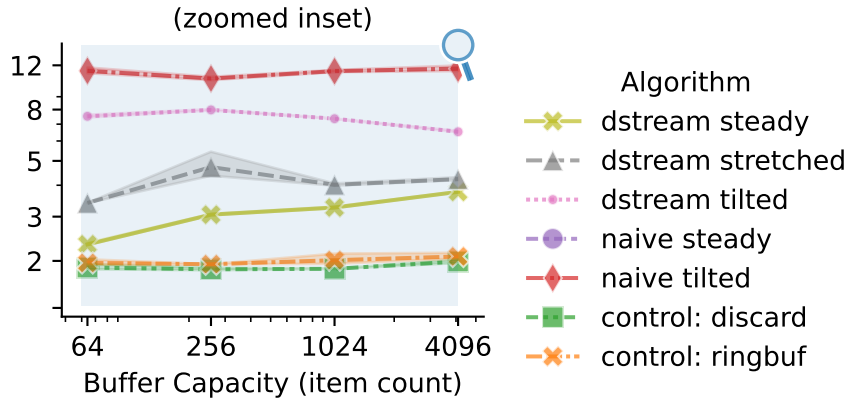 (zoomed inset)
12
8
5
3
2
64 256 1024 4096
Buffer Capacity (item count)
Algorithm
dstream steady
dstream stretched
dstream tilted
naive steady
naive tilted
control: discard
control: ringbuf